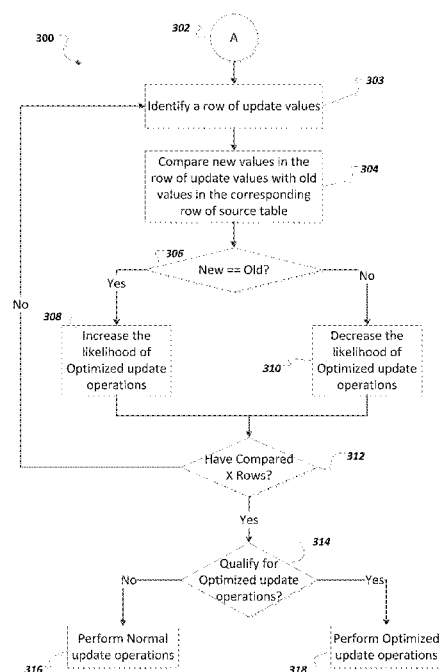 302
A
300
303
Identify a row of update values
Compare new values in the
row of update values with old
values in the corresponding
row of source table
304
306
New == Old?
Yes
No
No
308
Increase the
likelihood of
Optimized update
operations
Decrease the
likelihood of
Optimized update
operations
310
Have Compared
X Rows?
312
Yes
314
Qualify for
Optimized update
operations?
No
Yes
Perform Normal
update operations
316
Perform Optimized
update operations
318